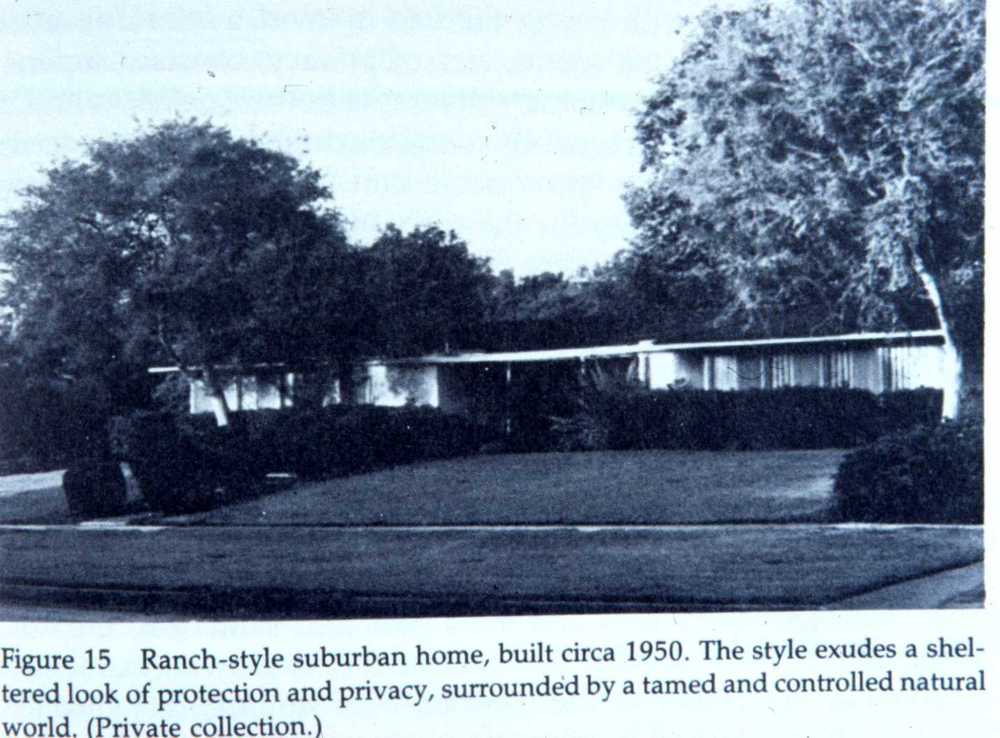 Figure 15 Ranch-style suburban home, built circa 1950. The style exudes a shel-
tered look of protection and privacy, surrounded by a tamed and controlled natural
world. (Private collection.)